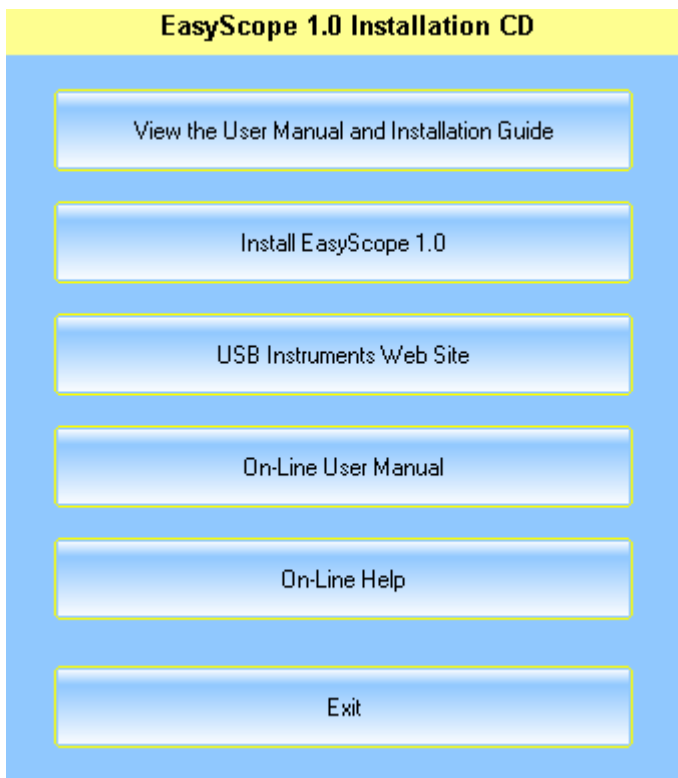 EasyScope 1.0 Installation CD
View the User Manual and Installation Guide
Install EasyScope 1.0
USB Instruments Web Site
On-Line User Manual
On-Line Help
Exit